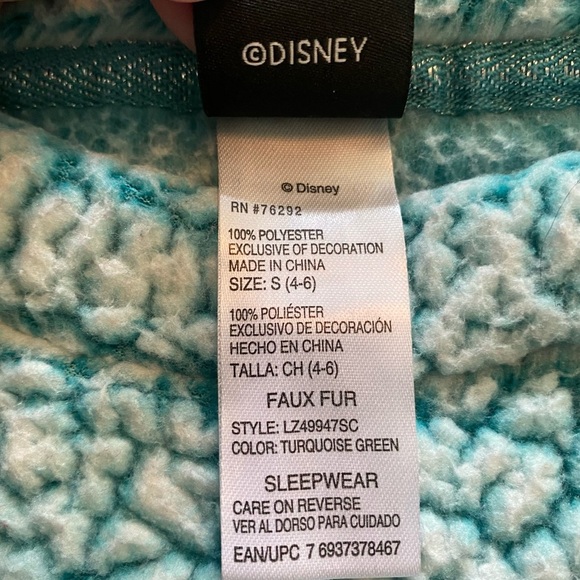 ©DISNEY
© Disney
RN #76292
100% POLYESTER
EXCLUSIVE OF DECORATION
MADE IN CHINA
SIZE: S (4-6)
100% POLIÉSTER
EXCLUSIVO DE DECORACIÓN
HECHO EN CHINA
TALLA: CH (4-6)
FAUX FUR
STYLE: LZ49947SC
COLOR: TURQUOISE GREEN
SLEEPWEAR
CARE ON REVERSE
VER AL DORSO PARA CUIDADO
EAN/UPC 7 6937378467